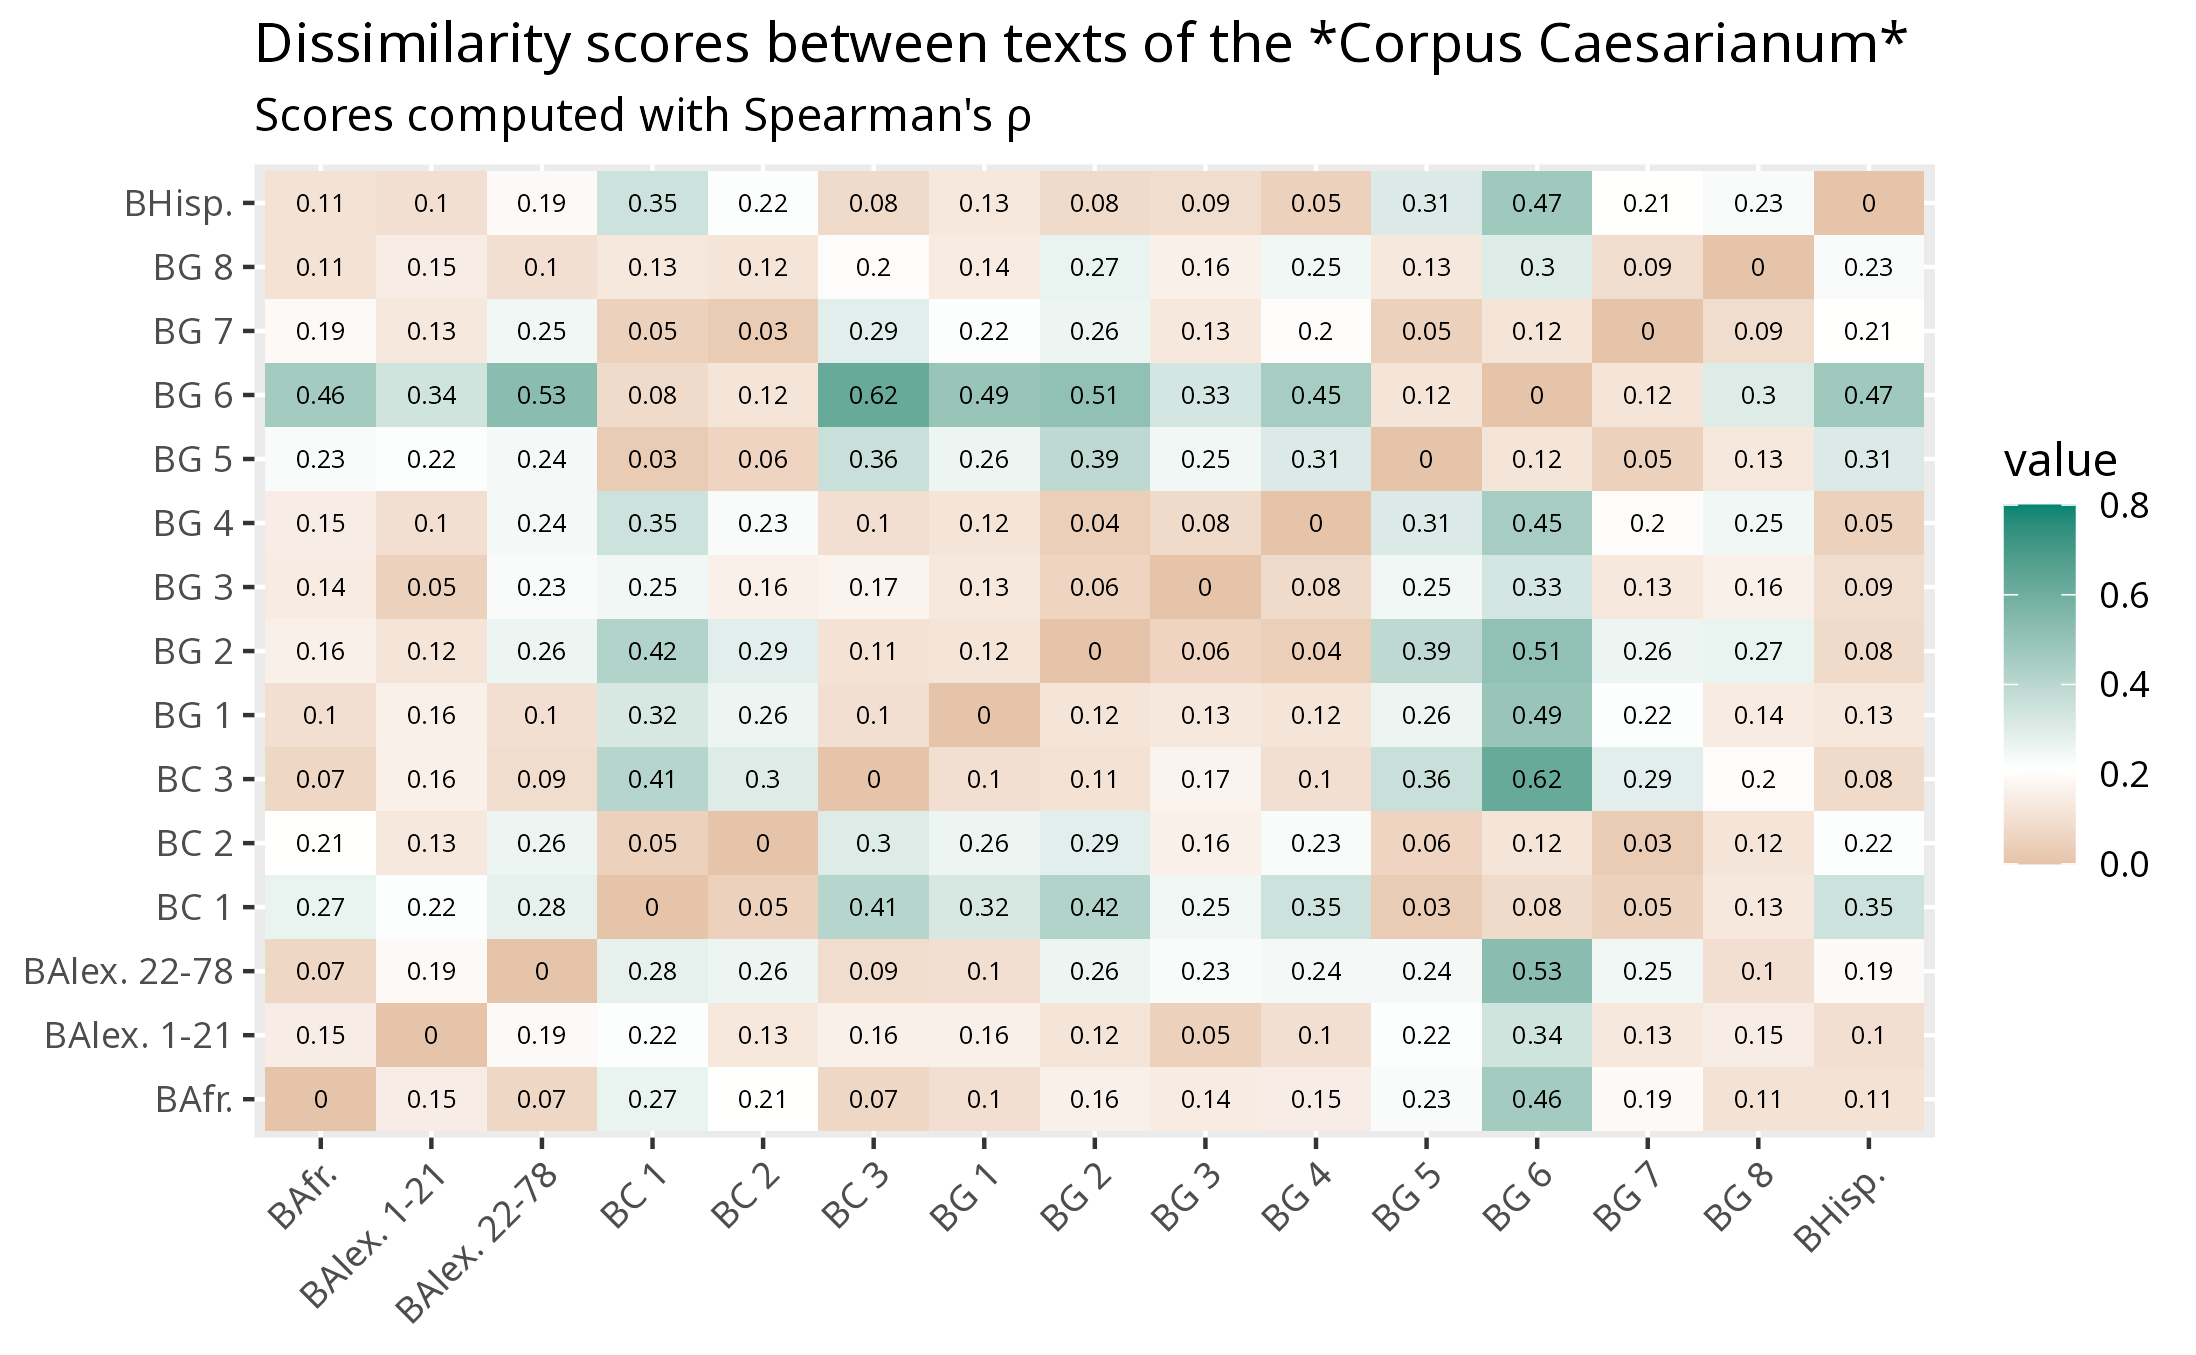 Dissimilarity scores between texts of the *Corpus Caesarianum*
Scores computed with Spearman's ρ
BHisp. 0.11 0.1 0.19 0.35 0.22 0.08 0.13 0.08 0.09 0.05 0.31 0.47 0.21 0.23 0
BG 8 0.11 0.15 0.1 0.13 0.12 0.2 0.14 0.27 0.16 0.25 0.13 0.3 0.09 0 0.23
BG 7 0.19 0.13 0.25 0.05 0.03 0.29 0.22 0.26 0.13 0.2 0.05 0.12 0 0.09 0.21
BG 6 0.46 0.34 0.53 0.08 0.12 0.62 0.49 0.51 0.33 0.45 0.12 0 0.12 0.3 0.47
BG 5 0.23 0.22 0.24 0.03 0.06 0.36 0.26 0.39 0.25 0.31 0 0.12 0.05 0.13 0.31
BG 4 0.15 0.1 0.24 0.35 0.23 0.1 0.12 0.04 0.08 0 0.31 0.45 0.2 0.25 0.05
BG 3 0.14 0.05 0.23 0.25 0.16 0.17 0.13 0.06 0 0.08 0.25 0.33 0.13 0.16 0.09
BG 2 0.16 0.12 0.26 0.42 0.29 0.11 0.12 0 0.06 0.04 0.39 0.51 0.26 0.27 0.08
BG 1 0.1 0.16 0.1 0.32 0.26 0.1 0 0.12 0.13 0.12 0.26 0.49 0.22 0.14 0.13
BC 3 0.07 0.16 0.09 0.41 0.3 0 0.1 0.11 0.17 0.1 0.36 0.62 0.29 0.2 0.08
BC 2 0.21 0.13 0.26 0.05 0 0.3 0.26 0.29 0.16 0.23 0.06 0.12 0.03 0.12 0.22
BC 1 0.27 0.22 0.28 0 0.05 0.41 0.32 0.42 0.25 0.35 0.03 0.08 0.05 0.13 0.35
BAlex. 22-78 0.07 0.19 0 0.28 0.26 0.09 0.1 0.26 0.23 0.24 0.24 0.53 0.25 0.1 0.19
BAlex. 1-21 0.15 0 0.19 0.22 0.13 0.16 0.16 0.12 0.05 0.1 0.22 0.34 0.13 0.15 0.1
BAfr. 0 0.15 0.07 0.27 0.21 0.07 0.1 0.16 0.14 0.15 0.23 0.46 0.19 0.11 0.11
BAfr. BAlex. 1-21 BAlex. 22-78 BC 1 BC 2 BC 3 BG 1 BG 2 BG 3 BG 4 BG 5 BG 6 BG 7 BG 8 BHisp.
value
0.8
0.6
0.4
0.2
0.0